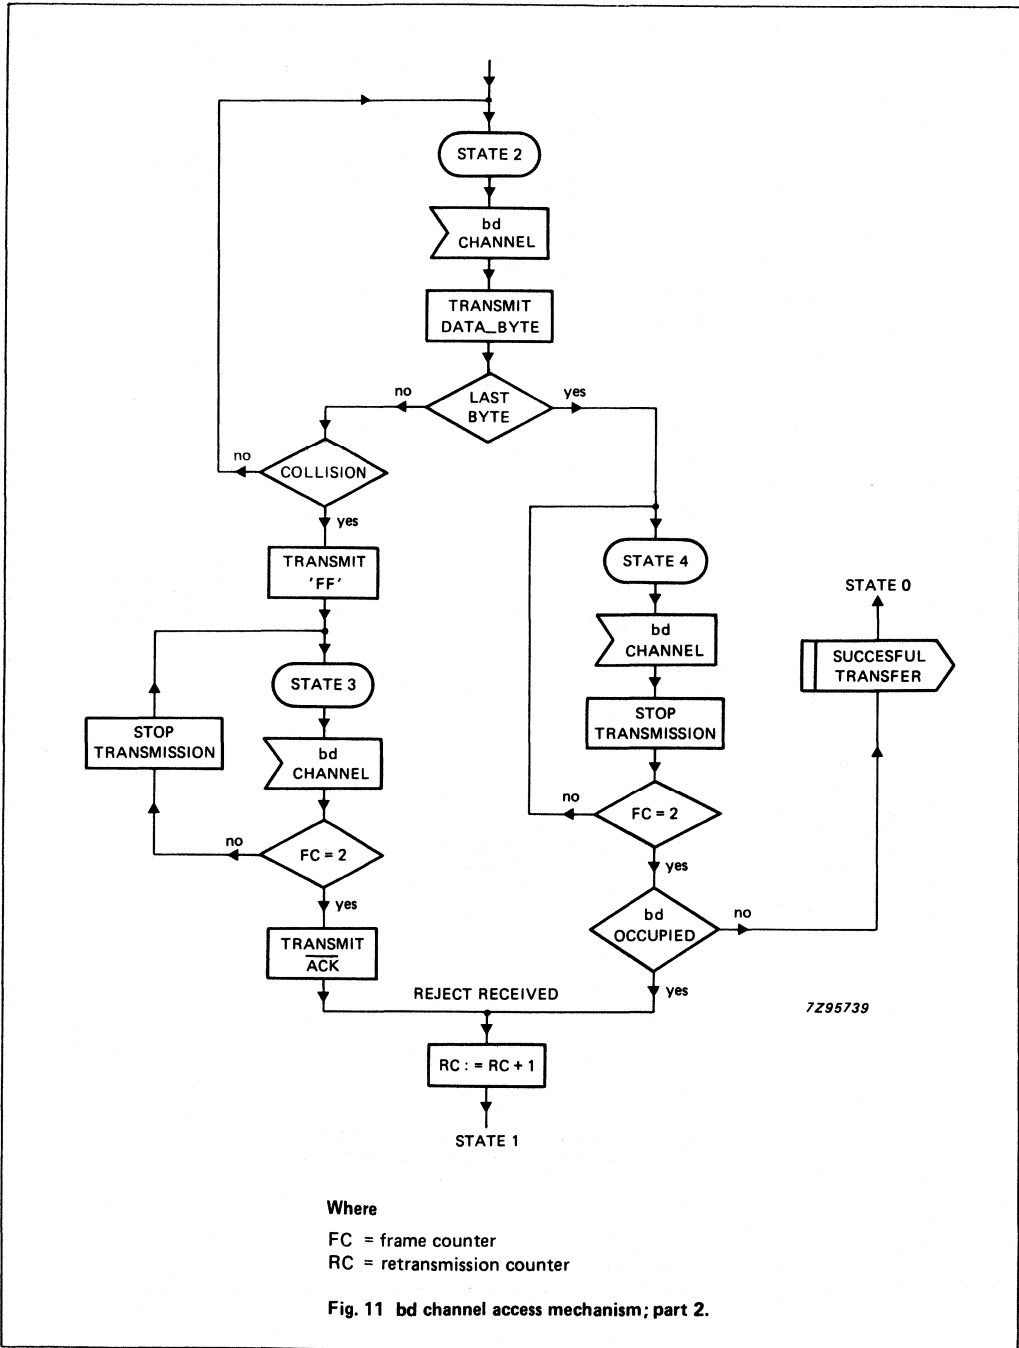 STATE 2
bd
CHANNEL
TRANSMIT
DATA_BYTE
LAST
BYTE
no
yes
COLLISION
no
yes
TRANSMIT
'FF'
STATE 3
bd
CHANNEL
STOP
TRANSMISSION
FC = 2
no
yes
TRANSMIT
A̅C̅K̅
STATE 4
bd
CHANNEL
STOP
TRANSMISSION
FC = 2
no
yes
bd
OCCUPIED
no
yes
STATE 0
SUCCESFUL
TRANSFER
7Z95739
REJECT RECEIVED
RC : = RC + 1
STATE 1
Where
FC = frame counter
RC = retransmission counter
Fig. 11 bd channel access mechanism; part 2.